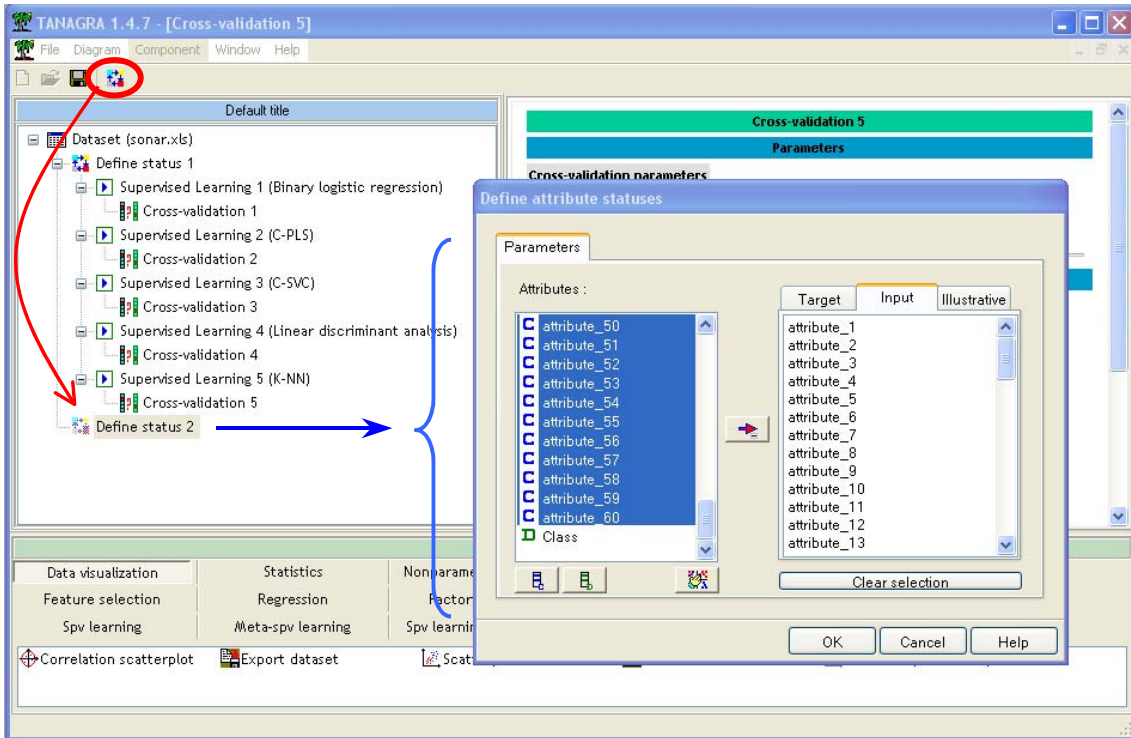 TANAGRA 1.4.7 - [Cross-validation 5]
File Diagram Component Window Help
Default title
Dataset (sonar.xls)
Define status 1
Supervised Learning 1 (Binary logistic regression)
Cross-validation 1
Supervised Learning 2 (C-PLS)
Cross-validation 2
Supervised Learning 3 (C-SVC)
Cross-validation 3
Supervised Learning 4 (Linear discriminant analysis)
Cross-validation 4
Supervised Learning 5 (K-NN)
Cross-validation 5
Define status 2
Cross-validation 5
Parameters
Cross-validation parameters
Define attribute statuses
Parameters
Attributes :
C attribute_50
C attribute_51
C attribute_52
C attribute_53
C attribute_54
C attribute_55
C attribute_56
C attribute_57
C attribute_58
C attribute_59
C attribute_60
D Class
Target Input Illustrative
attribute_1
attribute_2
attribute_3
attribute_4
attribute_5
attribute_6
attribute_7
attribute_8
attribute_9
attribute_10
attribute_11
attribute_12
attribute_13
Clear selection
OK Cancel Help
Data visualization Statistics Nonparame
Feature selection Regression Factor
Spv learning Meta-spv learning Spv learnin
Correlation scatterplot Export dataset Scat